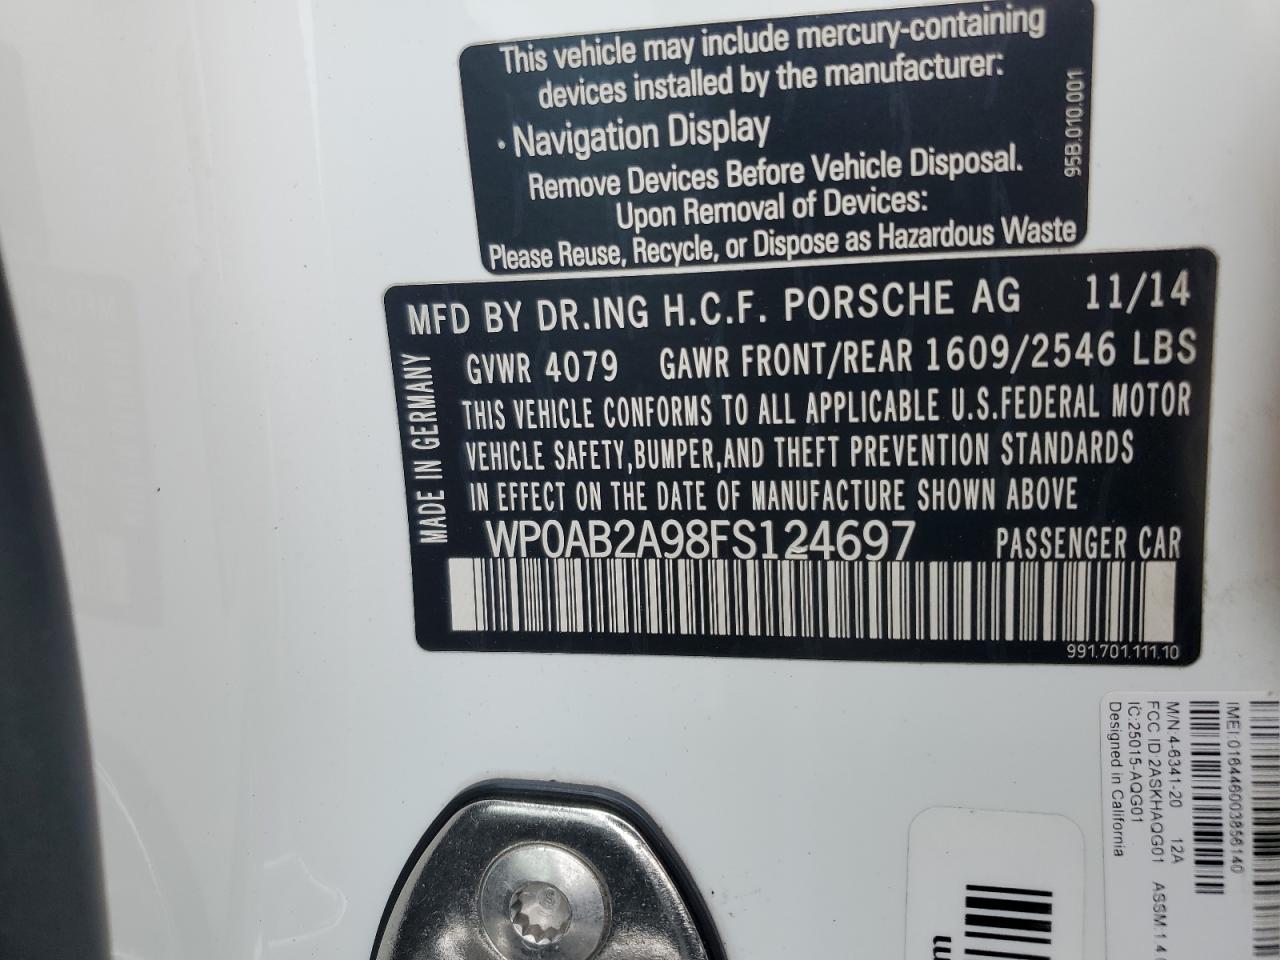 This vehicle may include mercury-containing
devices installed by the manufacturer:
• Navigation Display
Remove Devices Before Vehicle Disposal.
Upon Removal of Devices:
Please Reuse, Recycle, or Dispose as Hazardous Waste
95B.010.001
MFD BY DR.ING H.C.F. PORSCHE AG 11/14
GVWR 4079 GAWR FRONT/REAR 1609/2546 LBS
THIS VEHICLE CONFORMS TO ALL APPLICABLE U.S.FEDERAL MOTOR
VEHICLE SAFETY,BUMPER,AND THEFT PREVENTION STANDARDS
IN EFFECT ON THE DATE OF MANUFACTURE SHOWN ABOVE
MADE IN GERMANY
WP0AB2A98FS124697 PASSENGER CAR
991.701.111.10
IMEI:016446003856140
M/N:4-6341-20 12A
FCC ID:2ASKHAQG01 ASSM:1
IC:25015-AQG01
Designed in California